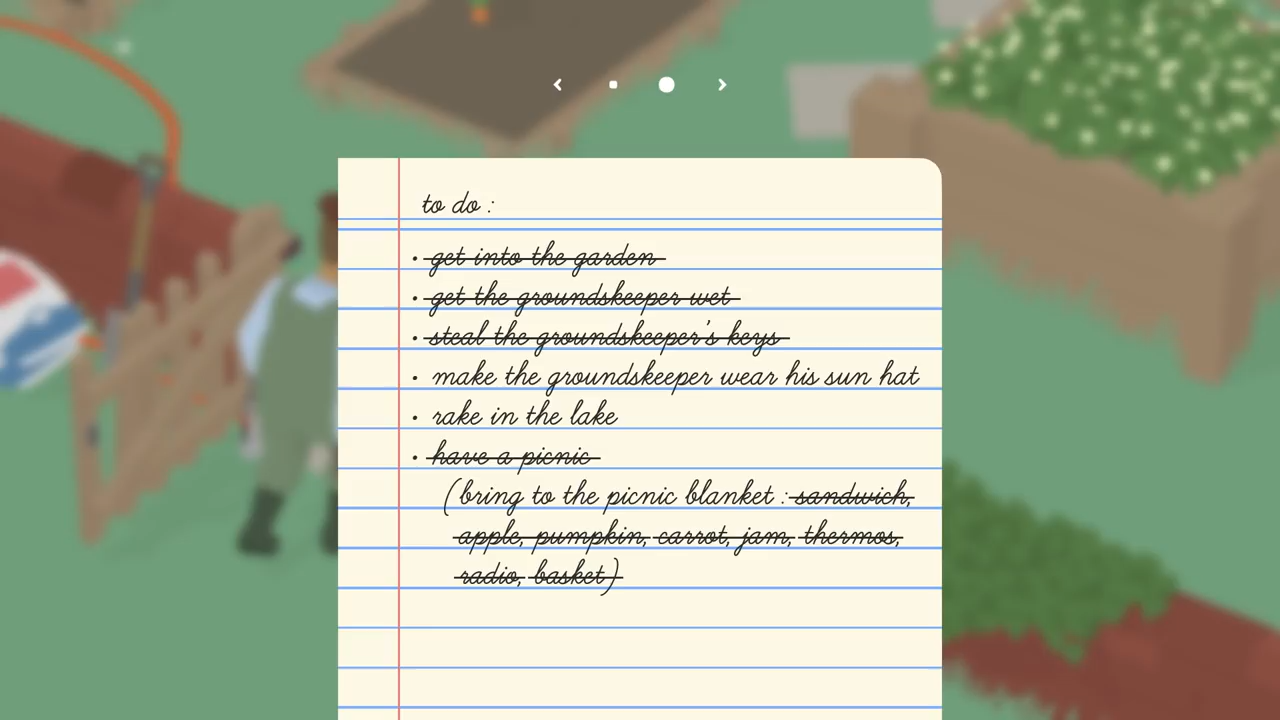 to do :
• get into the garden
• get the groundskeeper wet
• steal the groundskeeper's keys
• make the groundskeeper wear his sun hat
• rake in the lake
• have a picnic
(bring to the picnic blanket : sandwich,
apple, pumpkin, carrot, jam, thermos,
radio, basket)